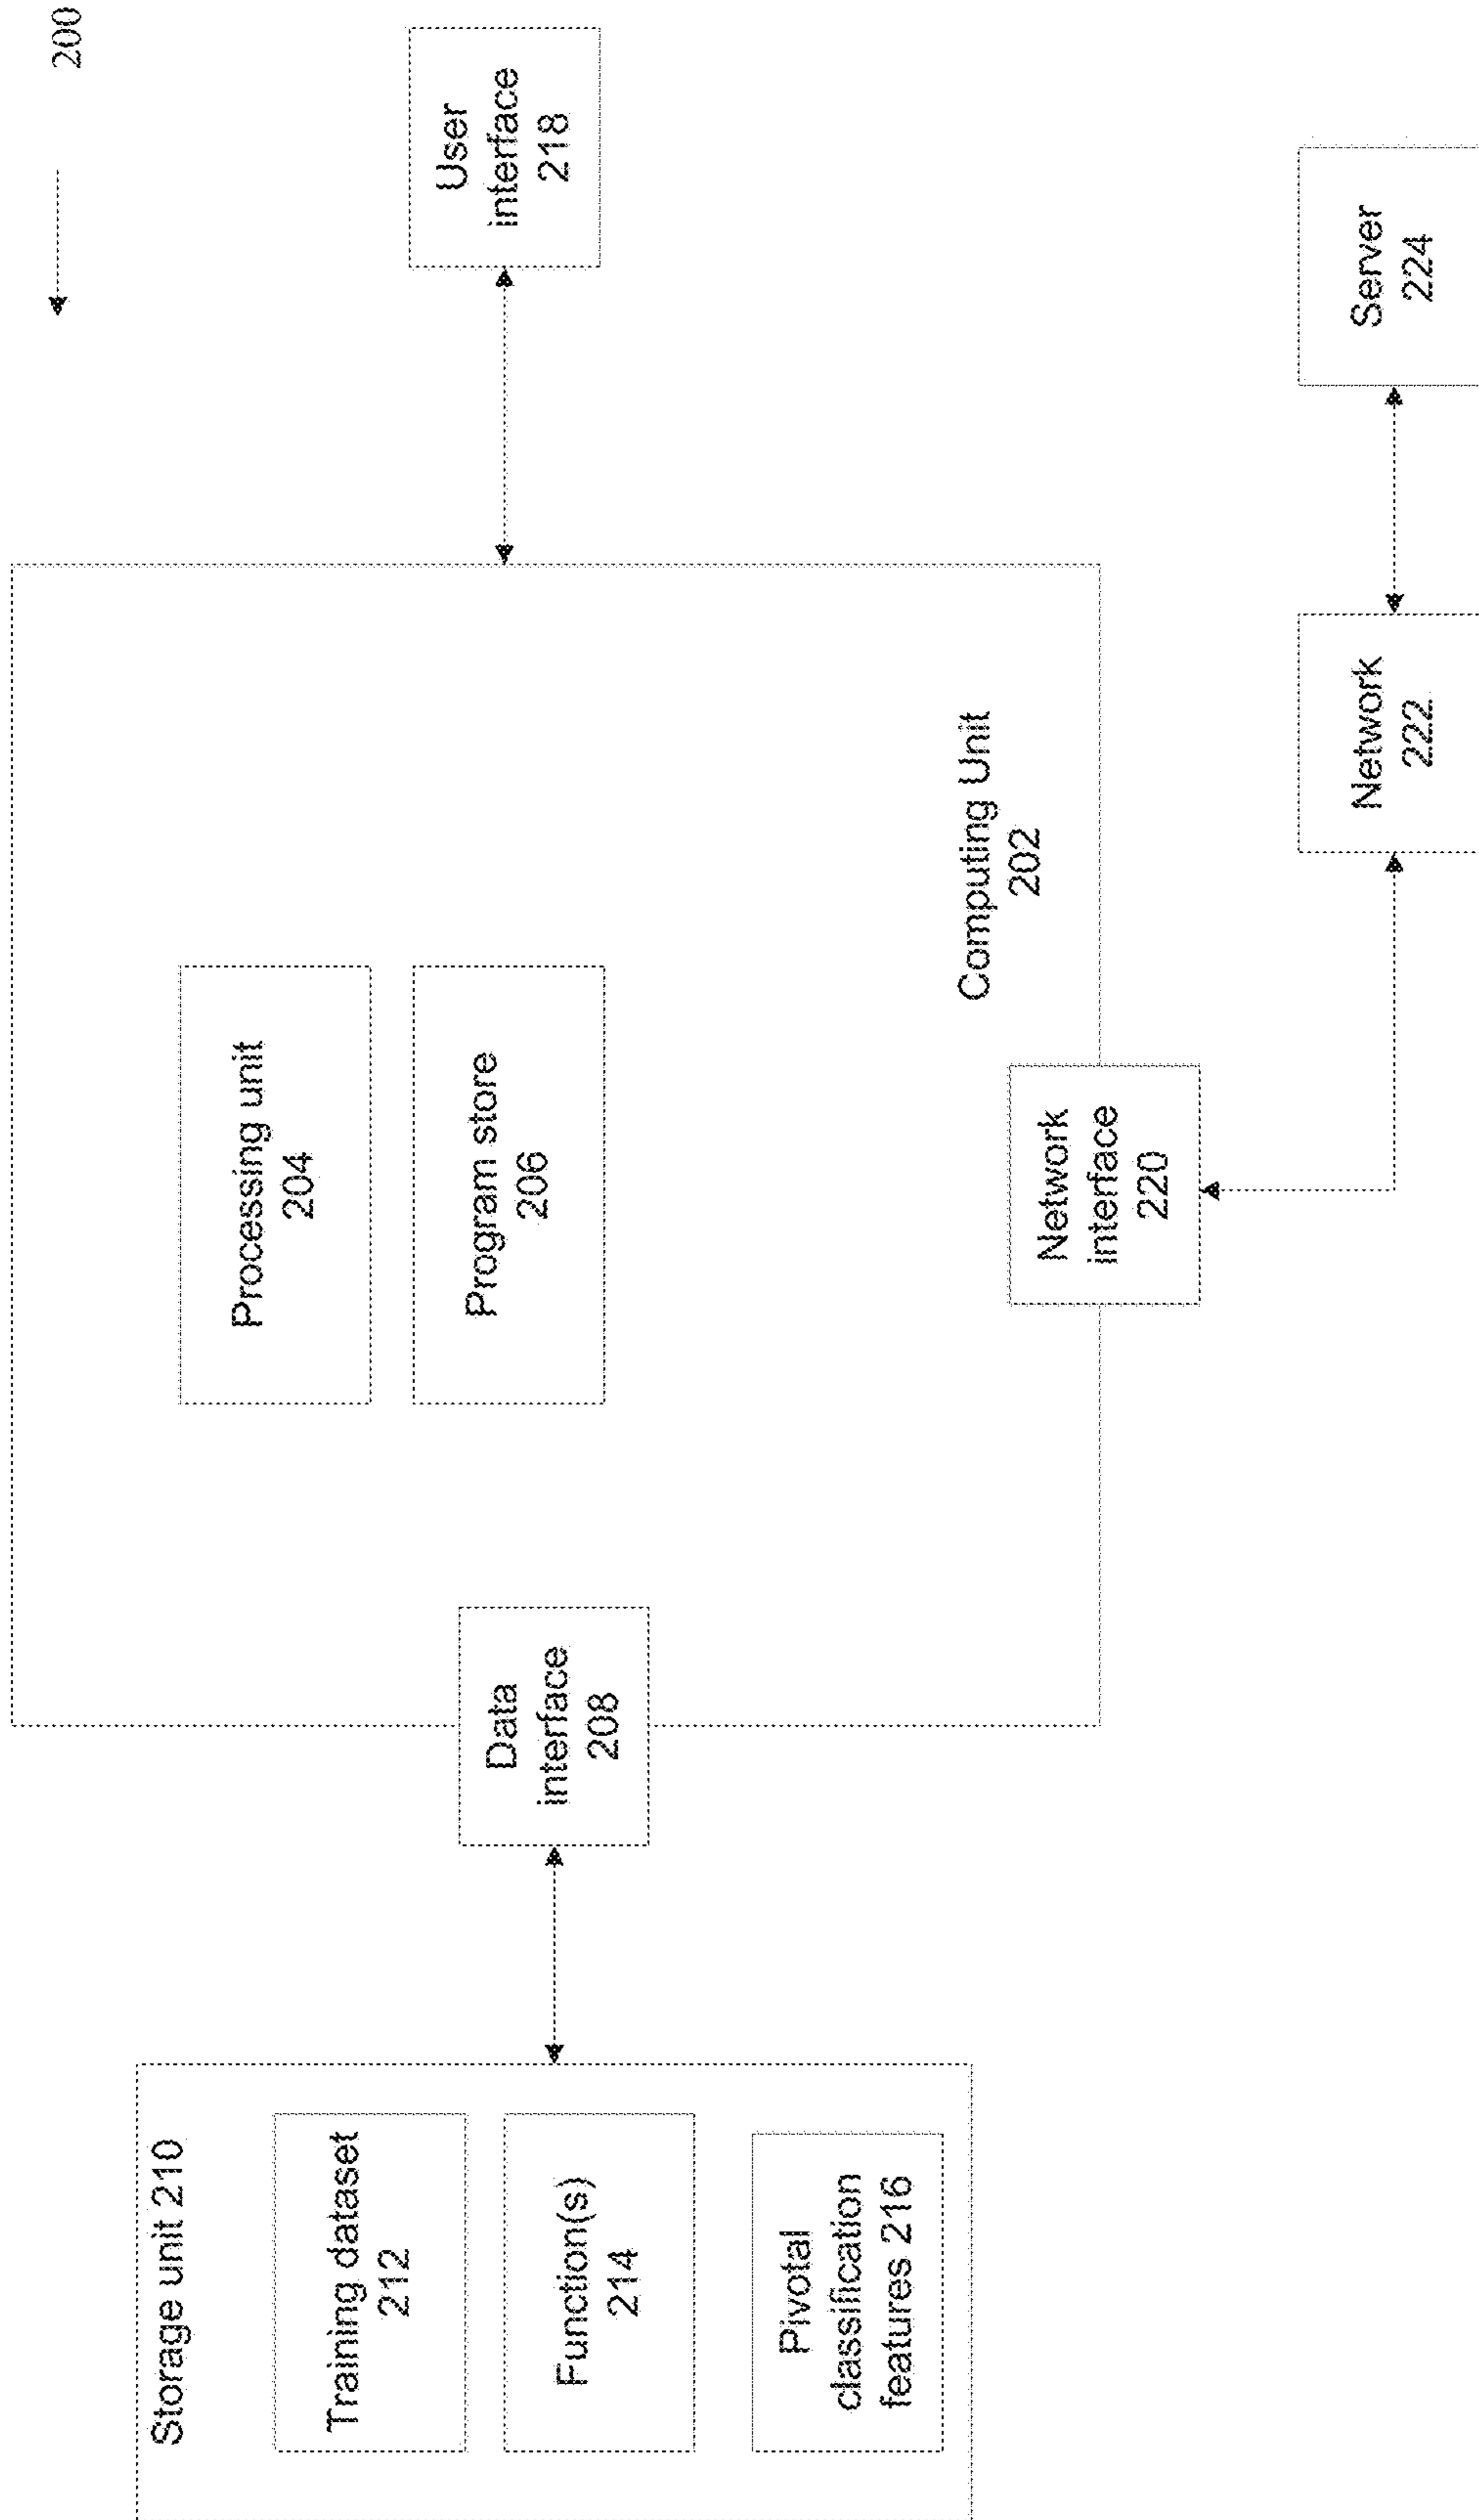 200
Storage unit 210
Training dataset
212
Function(s)
214
Pivotal
classification
features 216
Data
interface
208
Processing unit
204
Program store
206
Computing Unit
202
Network
interface
220
User
interface
218
Network
222
Server
224